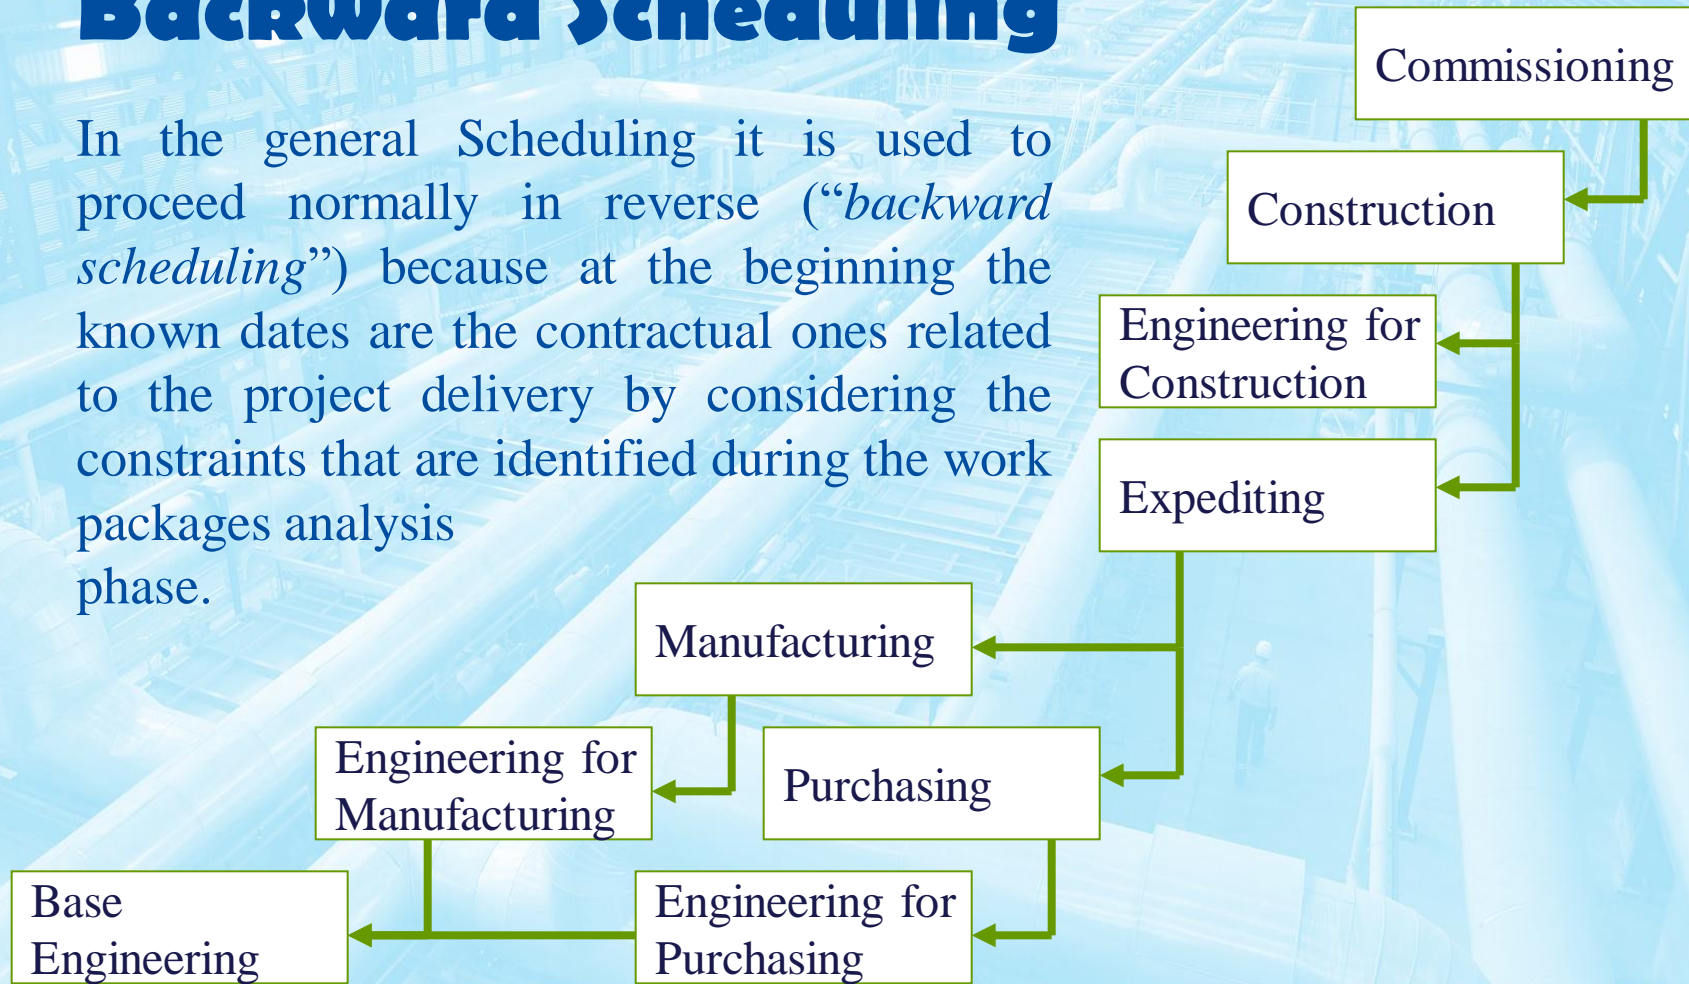 Backward Scheduling
In the general Scheduling it is used to
proceed normally in reverse (“backward
scheduling”) because at the beginning the
known dates are the contractual ones related
to the project delivery by considering the
constraints that are identified during the work
packages analysis
phase.
Commissioning
Construction
Engineering for
Construction
Expediting
Manufacturing
Engineering for
Manufacturing
Purchasing
Base
Engineering
Engineering for
Purchasing